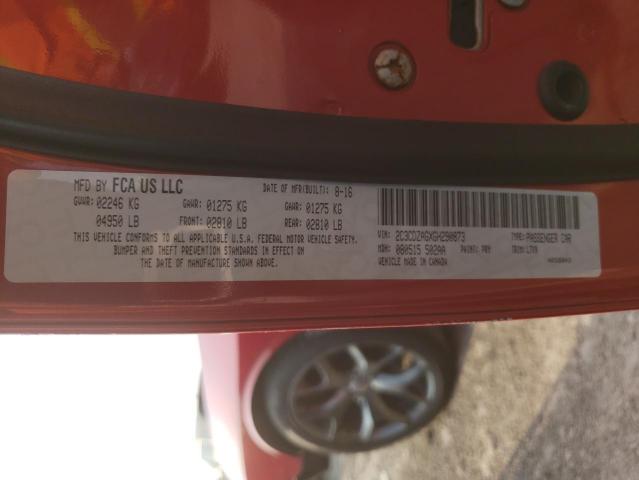 MFD BY FCA US LLC DATE OF MFR(BUILT): 8-16
GVWR: 02246 KG GAWR: 01275 KG GAWR: 01275 KG
04950 LB FRONT: 02810 LB REAR: 02810 LB
THIS VEHICLE CONFORMS TO ALL APPLICABLE U.S.A. FEDERAL MOTOR VEHICLE SAFETY,
BUMPER AND THEFT PREVENTION STANDARDS IN EFFECT ON
THE DATE OF MANUFACTURE SHOWN ABOVE.
VIN: 2C3CDZAGXGH290873 TYPE: PASSENGER CAR
MDH: 080515 502AA PAINT: PRM TRIM: L7X9
VEHICLE MADE IN CANADA